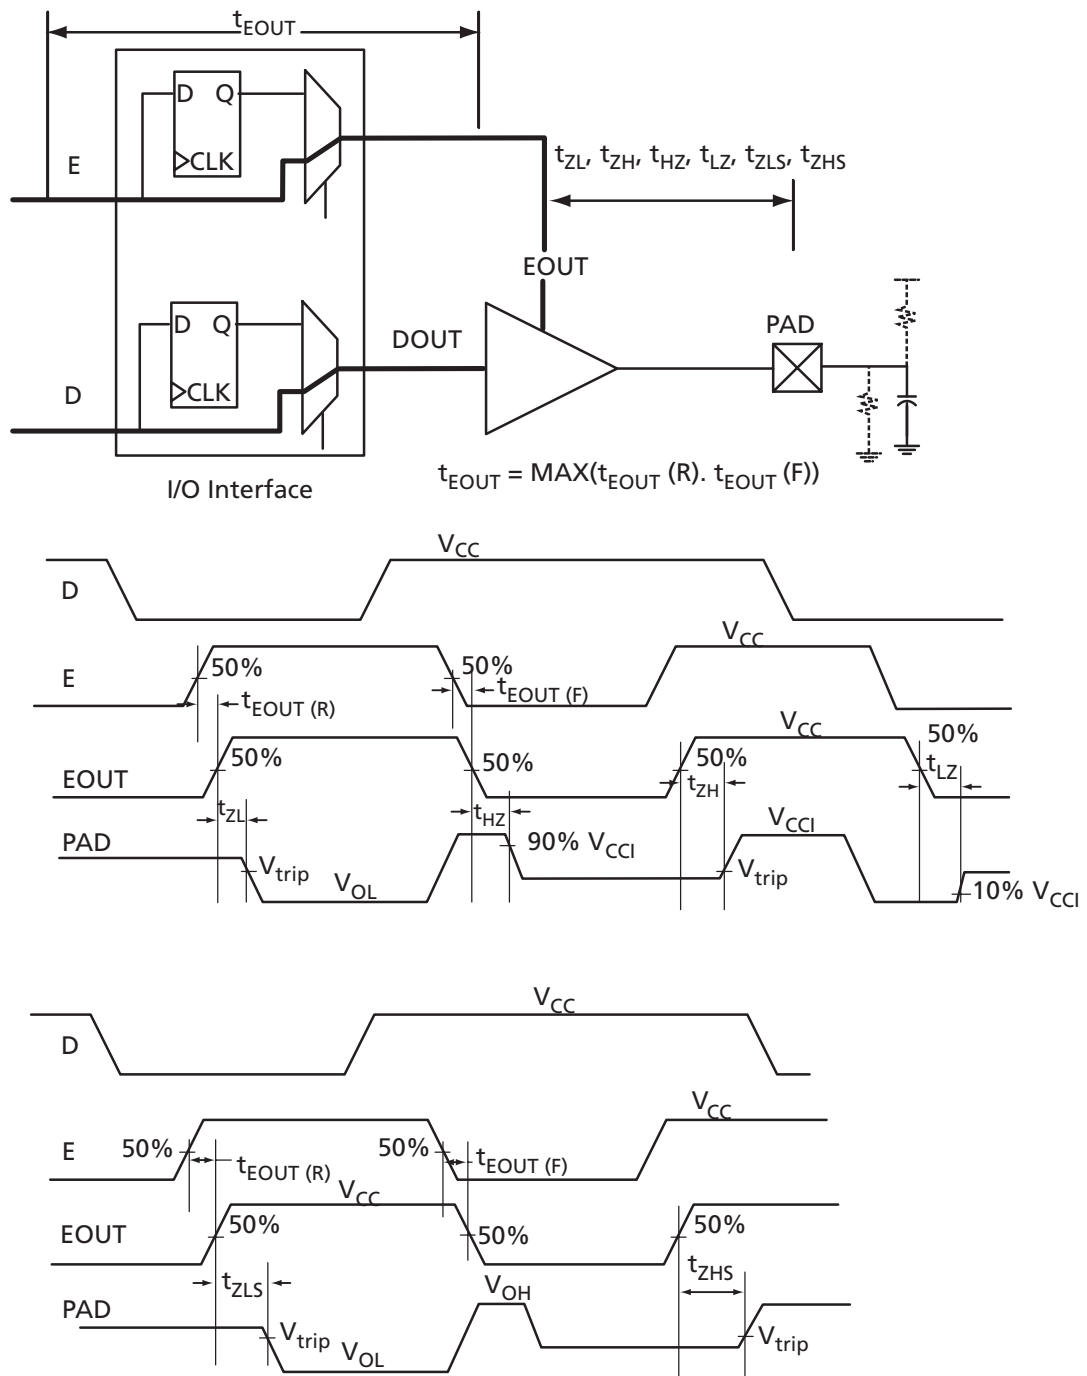 tEOUT
D Q
CLK
E
tZL, tZH, tHZ, tLZ, tZLS, tZHS
EOUT
D Q
CLK
D
DOUT
PAD
I/O Interface
tEOUT = MAX(tEOUT (R). tEOUT (F))
VCC
D
VCC
E
50%
50%
tEOUT (R)
tEOUT (F)
VCC
50%
EOUT
50%
50%
50%
tZL
tHZ
tZH
tLZ
PAD
VCCI
90% VCCI
Vtrip
Vtrip
VOL
10% VCCI
VCC
D
VCC
E
50%
50%
tEOUT (R)
tEOUT (F)
VCC
EOUT
50%
50%
50%
tZLS
tZHS
VOH
PAD
Vtrip
Vtrip
VOL